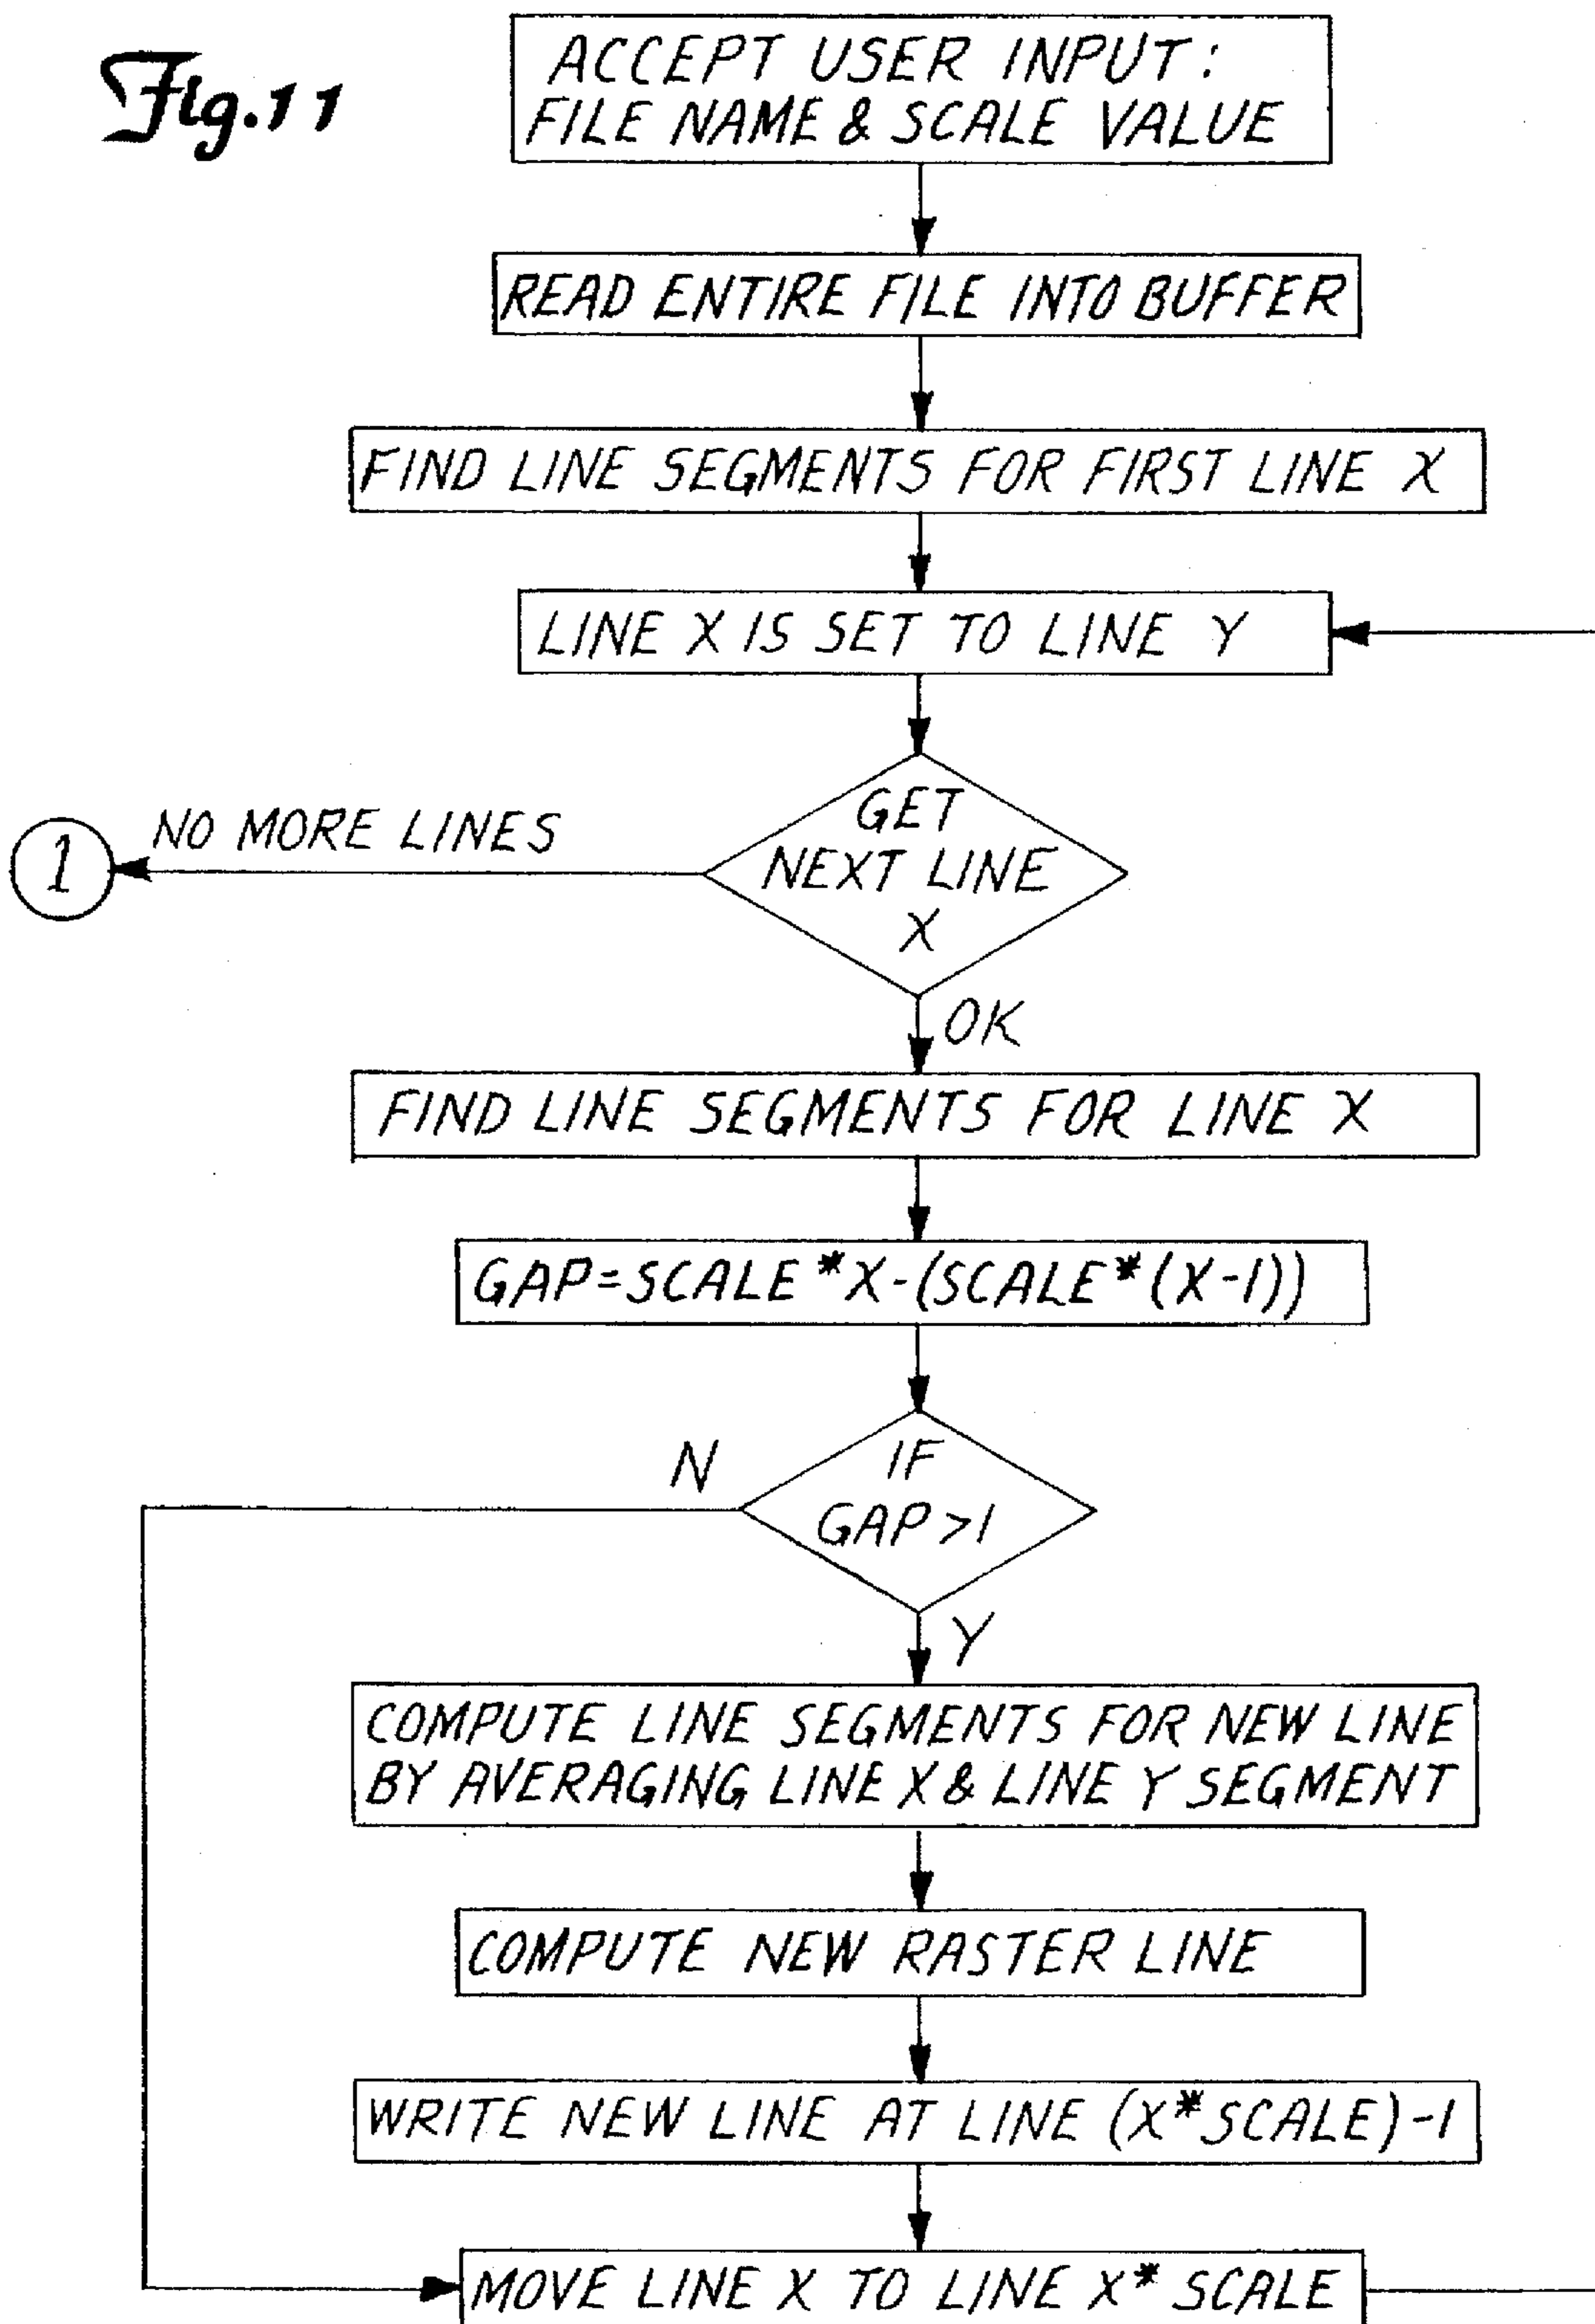 Fig.11
ACCEPT USER INPUT:
FILE NAME & SCALE VALUE
READ ENTIRE FILE INTO BUFFER
FIND LINE SEGMENTS FOR FIRST LINE X
LINE X IS SET TO LINE Y
GET
NEXT LINE
X
NO MORE LINES
1
OK
FIND LINE SEGMENTS FOR LINE X
GAP=SCALE*X-(SCALE*(X-1))
IF
GAP>1
N
Y
COMPUTE LINE SEGMENTS FOR NEW LINE
BY AVERAGING LINE X & LINE Y SEGMENT
COMPUTE NEW RASTER LINE
WRITE NEW LINE AT LINE (X*SCALE)-1
MOVE LINE X TO LINE X* SCALE